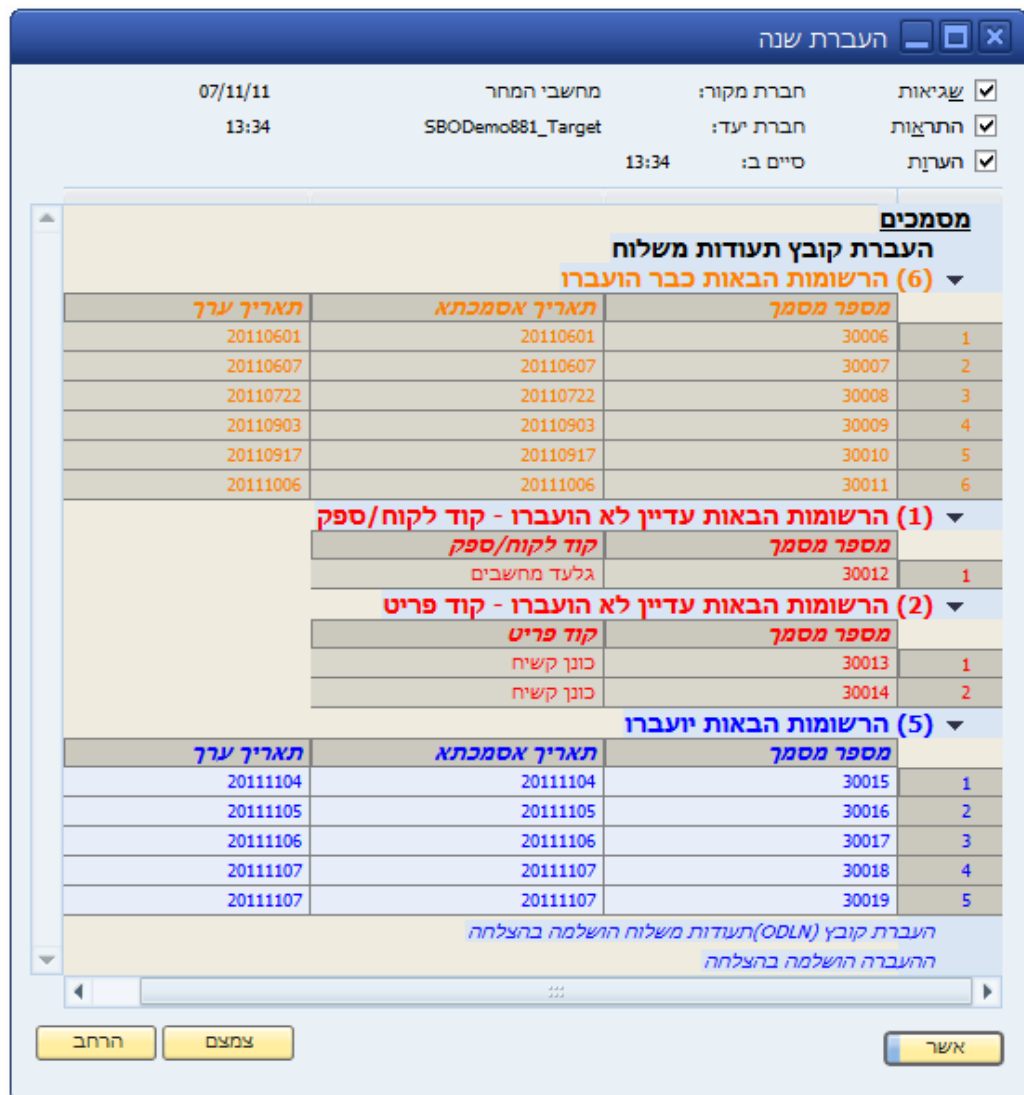 העברת שנה
שגיאות חברת מקור: מחשבי המחר 07/11/11
התראות חברת יעד: SBODemo881_Target 13:34
הערות סיים ב: 13:34
מסמכים
העברת קובץ תעודות משלוח
(6) הרשומות הבאות כבר הועברו
מספר מסמך תאריך אסמכתא תאריך ערך
1 30006 20110601 20110601
2 30007 20110607 20110607
3 30008 20110722 20110722
4 30009 20110903 20110903
5 30010 20110917 20110917
6 30011 20111006 20111006
(1) הרשומות הבאות עדיין לא הועברו - קוד לקוח/ספק
מספר מסמך קוד לקוח/ספק
1 30012 גלעד מחשבים
(2) הרשומות הבאות עדיין לא הועברו - קוד פריט
מספר מסמך קוד פריט
1 30013 כונן קשיח
2 30014 כונן קשיח
(5) הרשומות הבאות יועברו
מספר מסמך תאריך אסמכתא תאריך ערך
1 30015 20111104 20111104
2 30016 20111105 20111105
3 30017 20111106 20111106
4 30018 20111107 20111107
5 30019 20111107 20111107
העברת קובץ (ODLN)תעודות משלוח הושלמה בהצלחה
ההעברה הושלמה בהצלחה
אשר צמצם הרחב